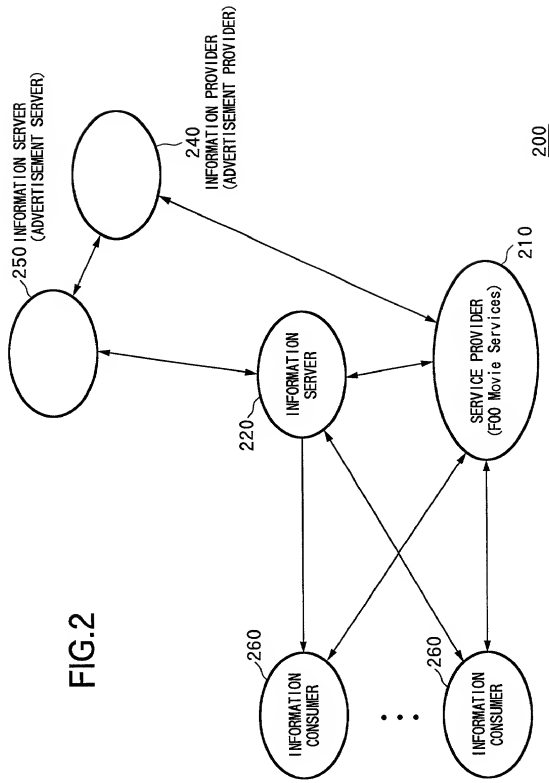 FIG.2
250 INFORMATION SERVER
(ADVERTISEMENT SERVER)
240
INFORMATION PROVIDER
(ADVERTISEMENT PROVIDER)
220
INFORMATION
SERVER
210
SERVICE PROVIDER
(FOO Movie Services)
260
INFORMATION
CONSUMER
260
INFORMATION
CONSUMER
200